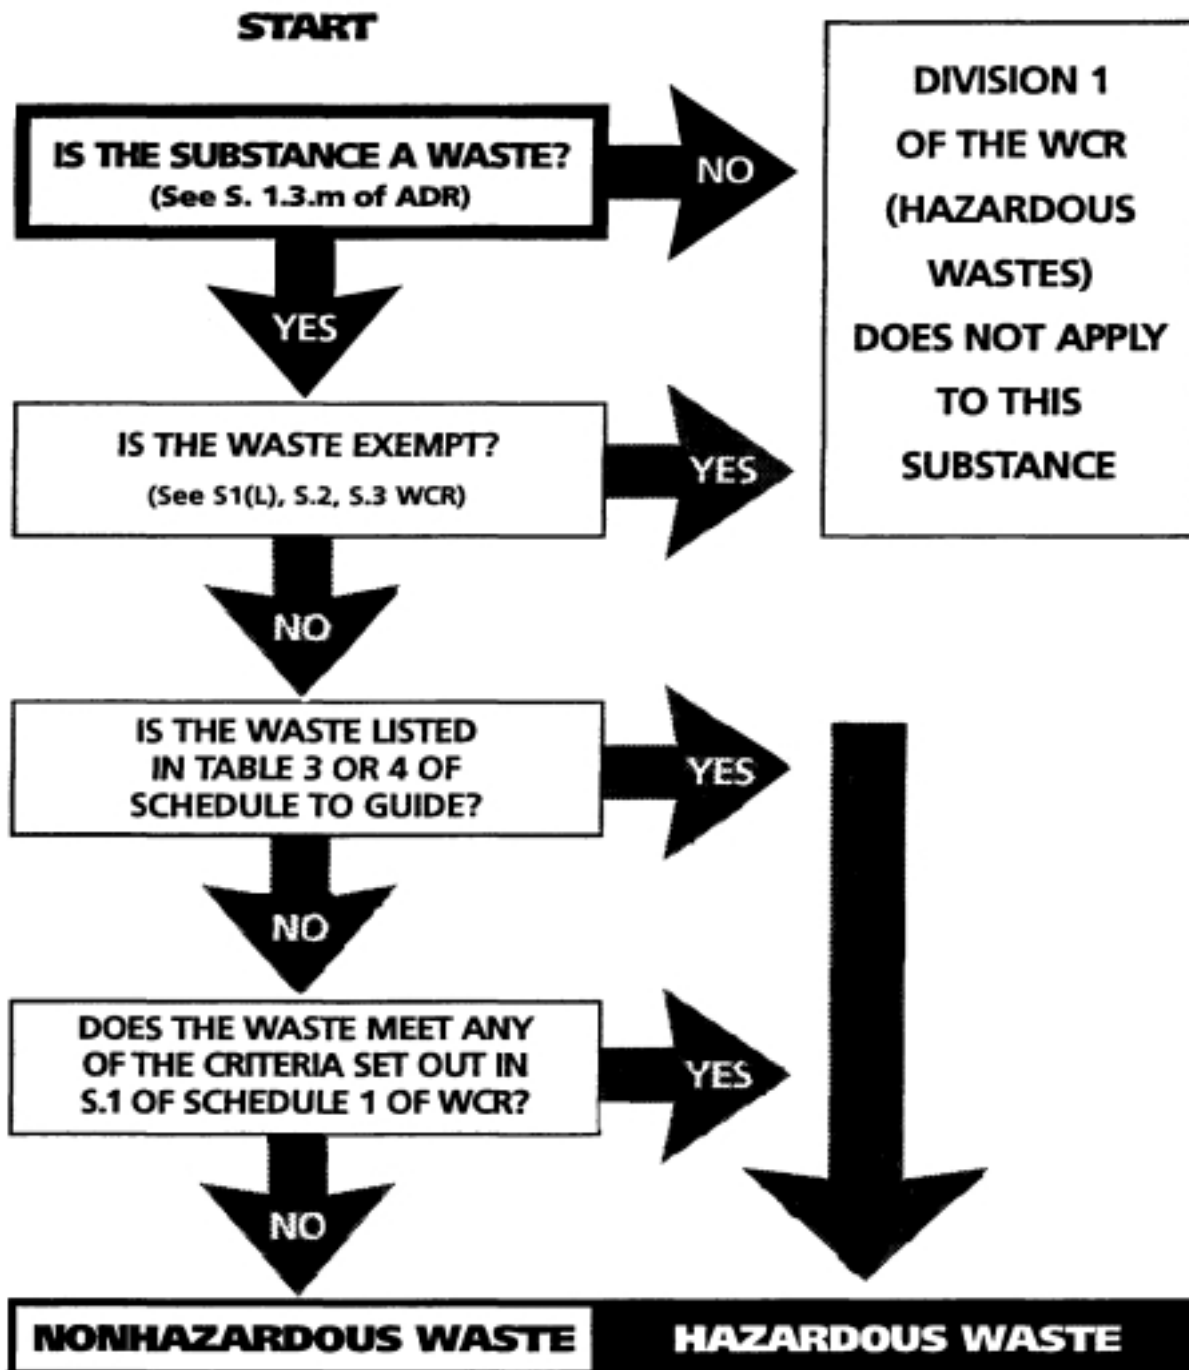 START
IS THE SUBSTANCE A WASTE?
(See S. 1.3.m of ADR)
NO
DIVISION 1
OF THE WCR
(HAZARDOUS
WASTES)
DOES NOT APPLY
TO THIS
SUBSTANCE
YES
IS THE WASTE EXEMPT?
(See S1(L), S.2, S.3 WCR)
YES
NO
IS THE WASTE LISTED
IN TABLE 3 OR 4 OF
SCHEDULE TO GUIDE?
YES
NO
DOES THE WASTE MEET ANY
OF THE CRITERIA SET OUT IN
S.1 OF SCHEDULE 1 OF WCR?
YES
NO
NONHAZARDOUS WASTE
HAZARDOUS WASTE